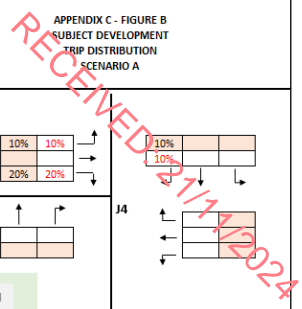 APPENDIX C - FIGURE B
SUBJECT DEVELOPMENT
TRIP DISTRIBUTION
SCENARIO A
RECEIVED: 21/11/2024
10% 10%
20% 20%
10%
10%
J4